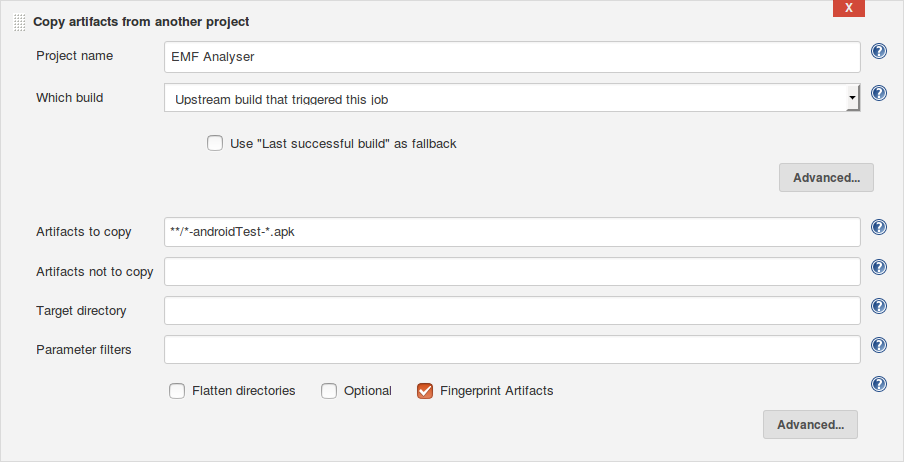 X
Copy artifacts from another project
Project name
EMF Analyser
?
Which build
Upstream build that triggered this job
?
Use "Last successful build" as fallback
Advanced...
Artifacts to copy
**/*-androidTest-*.apk
?
Artifacts not to copy
?
Target directory
?
Parameter filters
?
?
Flatten directories
Optional
Fingerprint Artifacts
Advanced...